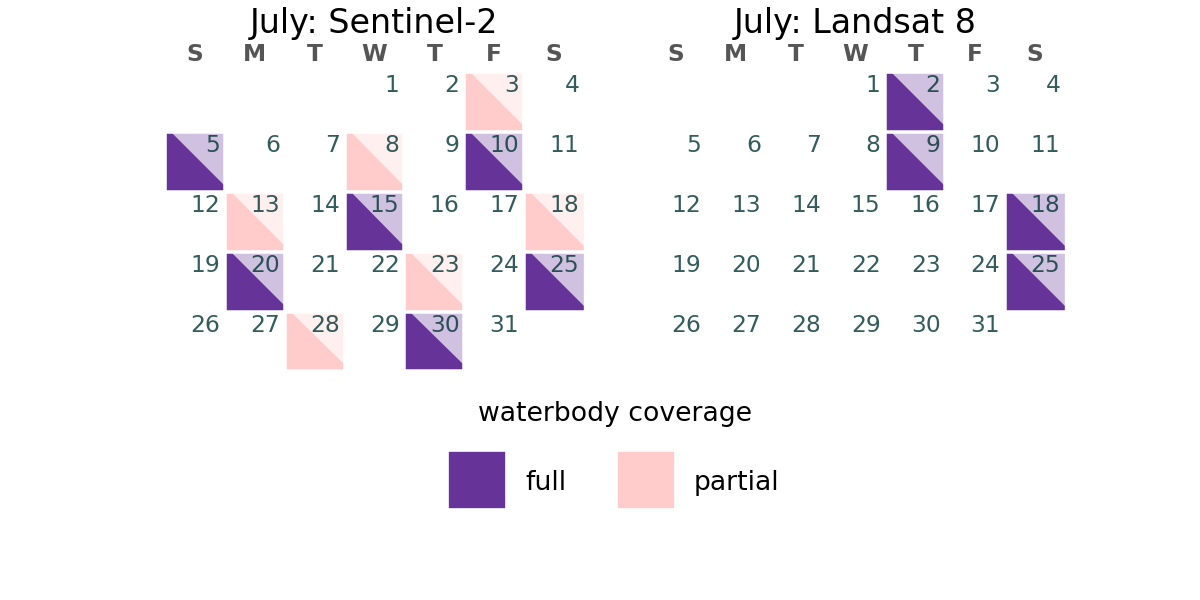 July: Sentinel-2
S M T W T F S
1 2 3 4
5 6 7 8 9 10 11
12 13 14 15 16 17 18
19 20 21 22 23 24 25
26 27 28 29 30 31
July: Landsat 8
S M T W T F S
1 2 3 4
5 6 7 8 9 10 11
12 13 14 15 16 17 18
19 20 21 22 23 24 25
26 27 28 29 30 31
waterbody coverage
full partial